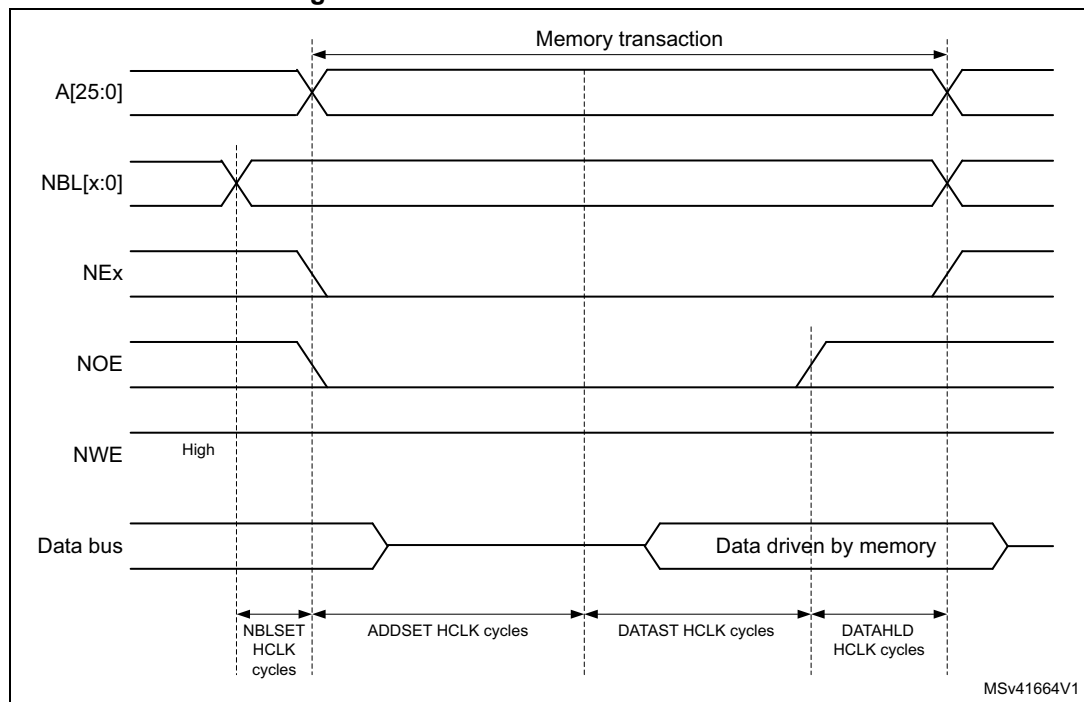 g
Memory transaction
A[25:0]
NBL[x:0]
NEx
NOE
NWE
High
Data bus
Data driven by memory
NBLSET
HCLK
cycles
ADDSET HCLK cycles
DATAST HCLK cycles
DATAHLD
HCLK cycles
MSv41664V1